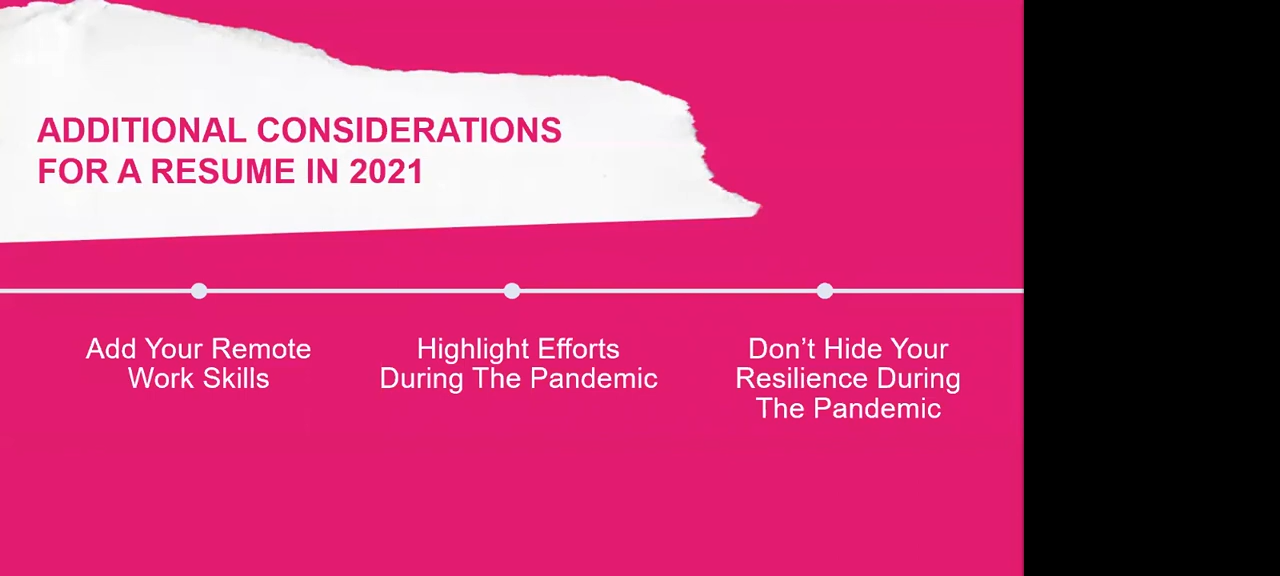 ADDITIONAL CONSIDERATIONS
FOR A RESUME IN 2021
Add Your Remote
Work Skills
Highlight Efforts
During The Pandemic
Don’t Hide Your
Resilience During
The Pandemic